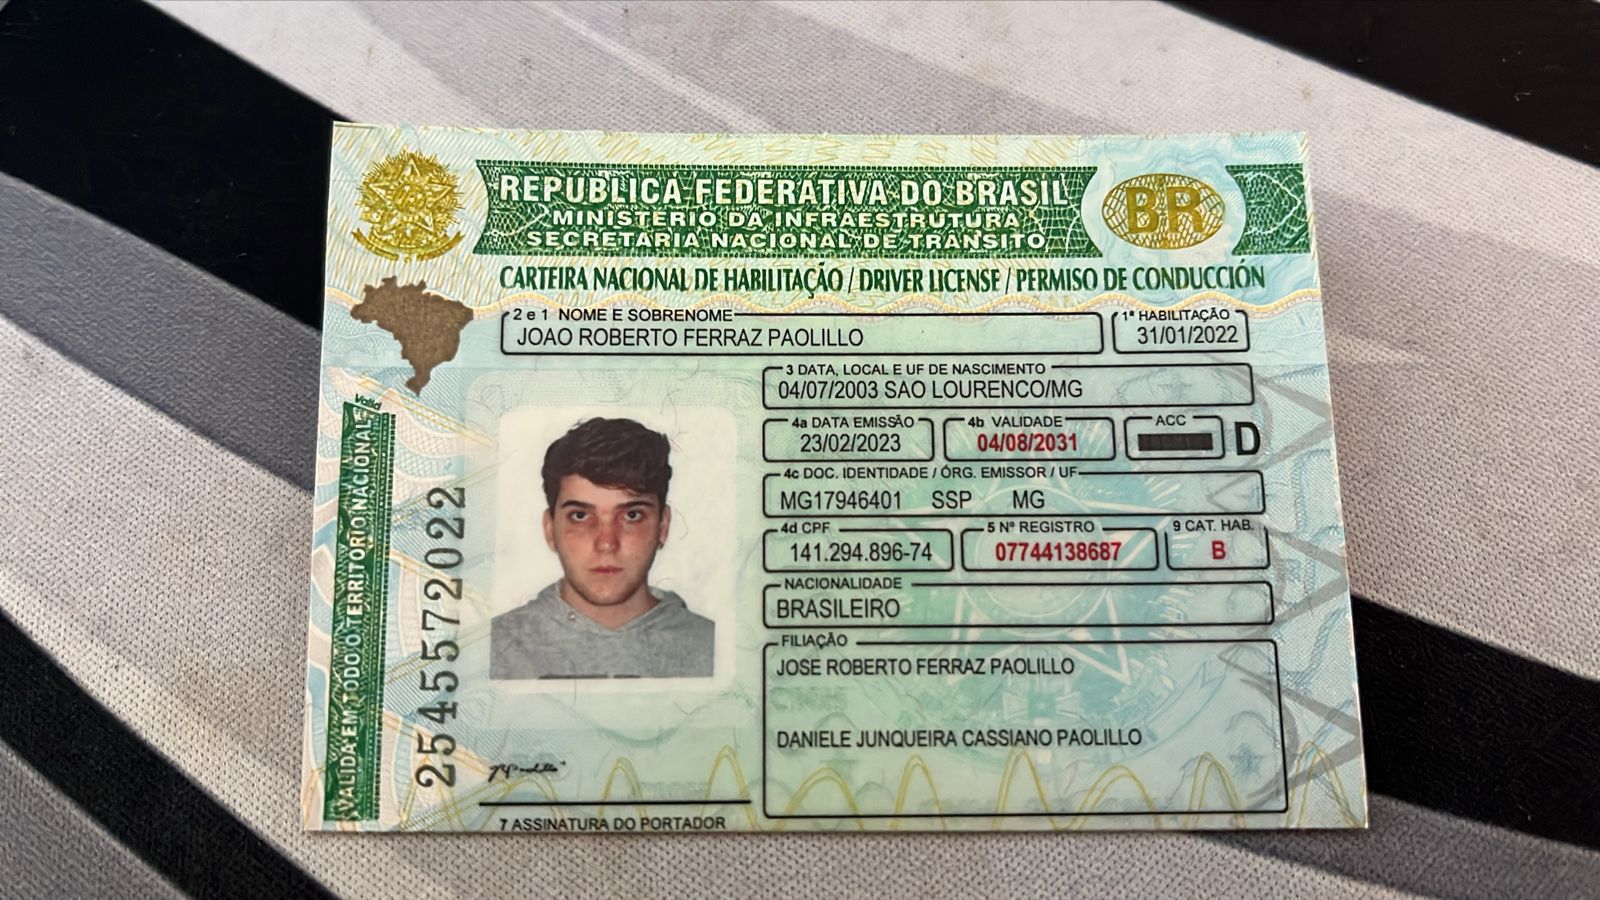 REPÚBLICA FEDERATIVA DO BRASIL
MINISTÉRIO DA INFRAESTRUTURA
SECRETARIA NACIONAL DE TRÂNSITO
BR
CARTEIRA NACIONAL DE HABILITAÇÃO / DRIVER LICENSE / PERMISO DE CONDUCCIÓN
2 e 1 NOME E SOBRENOME
JOAO ROBERTO FERRAZ PAOLILLO
1ª HABILITAÇÃO
31/01/2022
3 DATA, LOCAL E UF DE NASCIMENTO
04/07/2003 SAO LOURENCO/MG
4a DATA EMISSÃO
23/02/2023
4b VALIDADE
04/08/2031
ACC
D
4c DOC. IDENTIDADE / ÓRG. EMISSOR / UF
MG17946401 SSP MG
4d CPF
141.294.896-74
5 Nº REGISTRO
07744138687
9 CAT. HAB.
B
NACIONALIDADE
BRASILEIRO
FILIAÇÃO
JOSE ROBERTO FERRAZ PAOLILLO
DANIELE JUNQUEIRA CASSIANO PAOLILLO
7 ASSINATURA DO PORTADOR
VÁLIDA EM TODO O TERRITÓRIO NACIONAL
2545572022